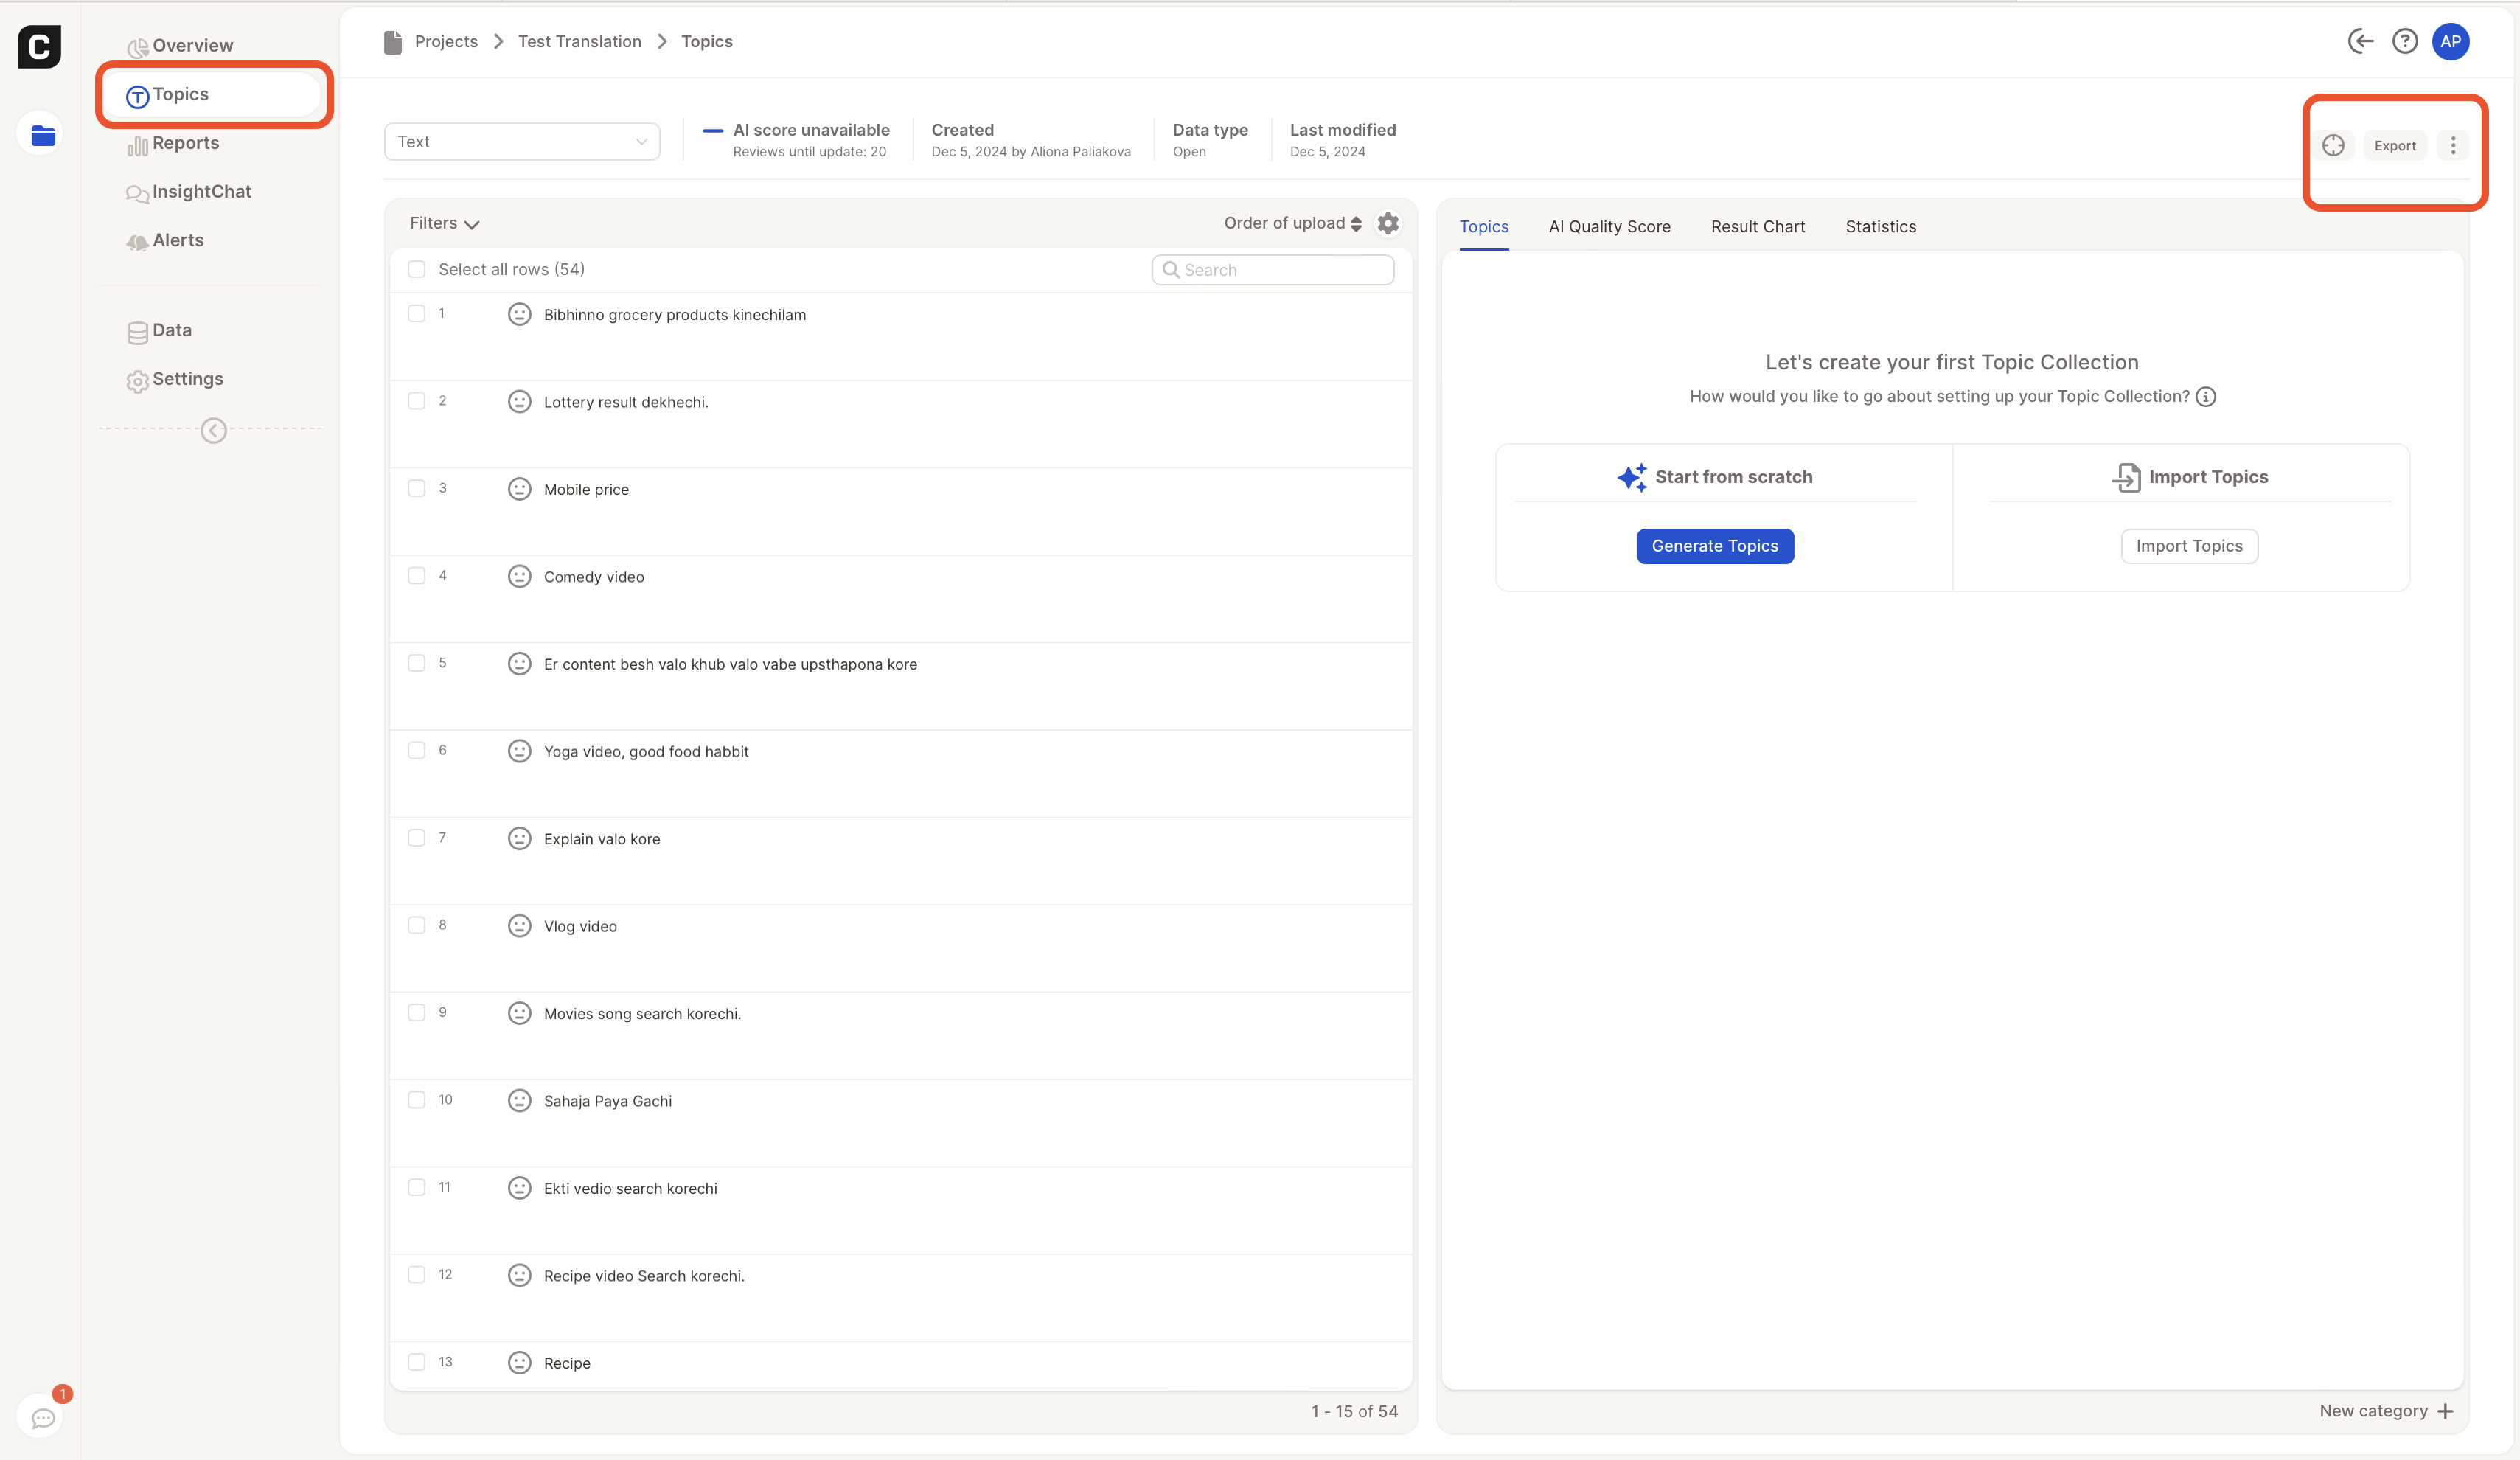 C
Overview
Topics
Reports
InsightChat
Alerts
Data
Settings
1
Projects > Test Translation > Topics
AP
Text
AI score unavailable
Reviews until update: 20
Created
Dec 5, 2024 by Aliona Paliakova
Data type
Open
Last modified
Dec 5, 2024
Export
Filters
Order of upload
Select all rows (54)
Search
1 Bibhinno grocery products kinechilam
2 Lottery result dekhechi.
3 Mobile price
4 Comedy video
5 Er content besh valo khub valo vabe upsthapona kore
6 Yoga video, good food habbit
7 Explain valo kore
8 Vlog video
9 Movies song search korechi.
10 Sahaja Paya Gachi
11 Ekti vedio search korechi
12 Recipe video Search korechi.
13 Recipe
1 - 15 of 54
Topics AI Quality Score Result Chart Statistics
Let's create your first Topic Collection
How would you like to go about setting up your Topic Collection?
Start from scratch
Generate Topics
Import Topics
Import Topics
New category +